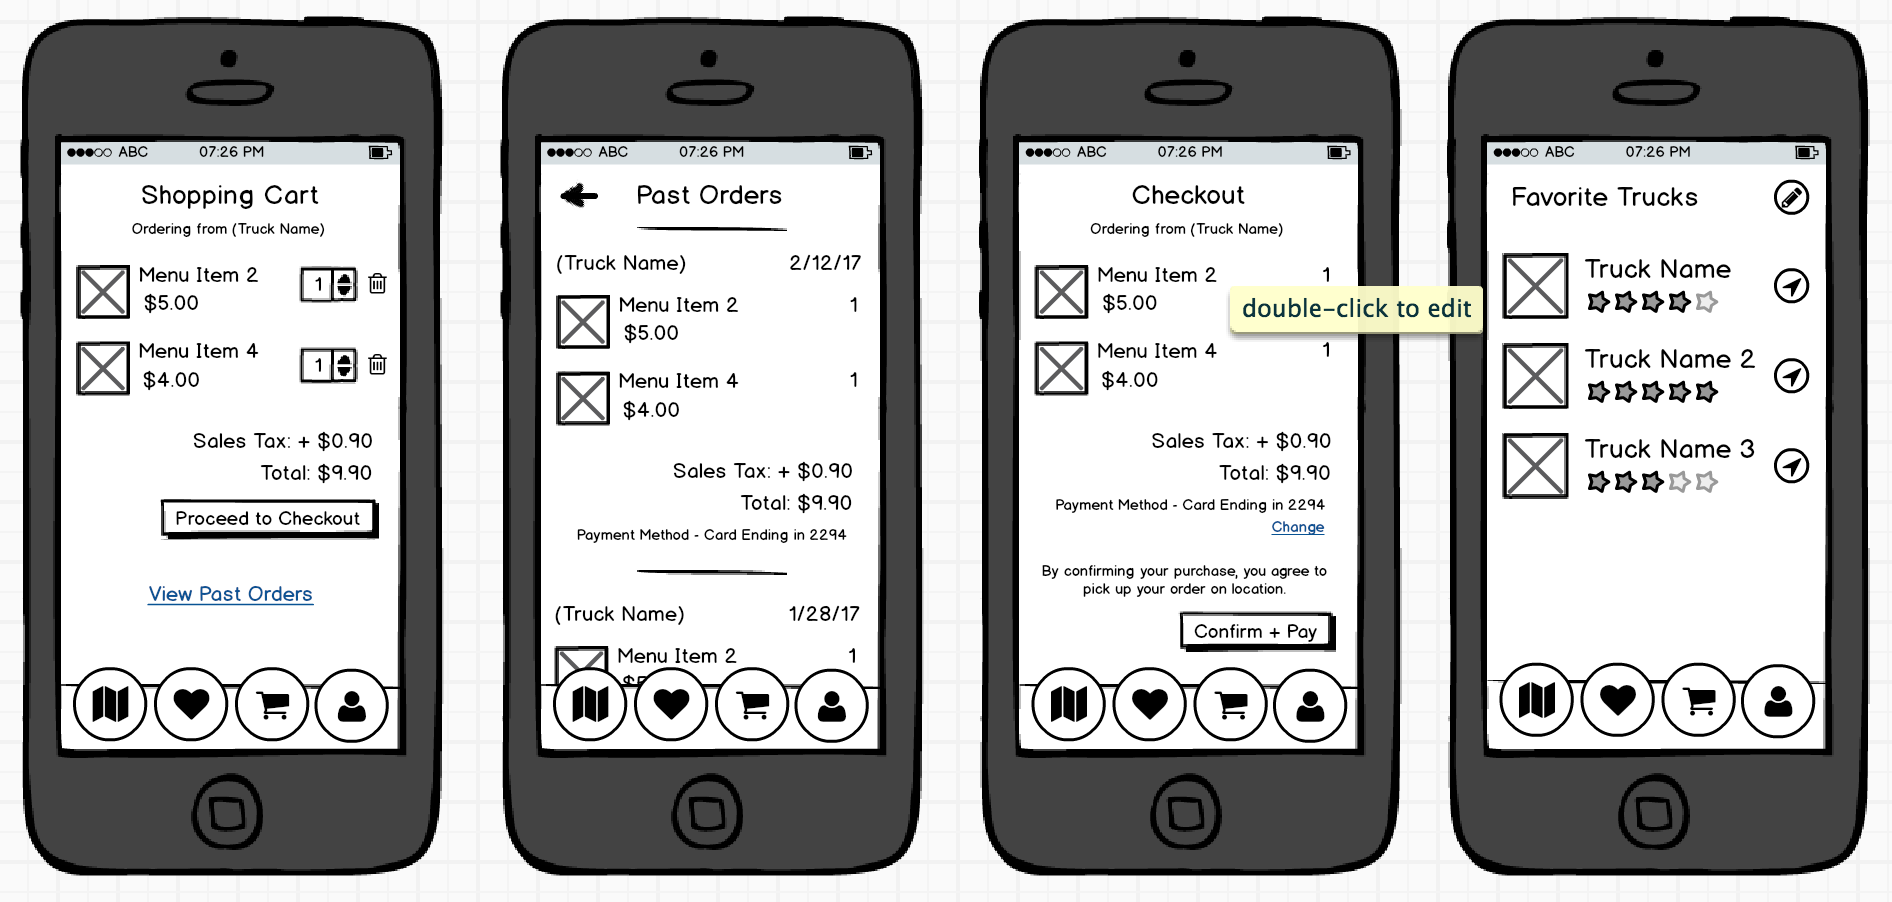 ABC 07:26 PM
Shopping Cart
Ordering from (Truck Name)
Menu Item 2
$5.00
1
Menu Item 4
$4.00
1
Sales Tax: + $0.90
Total: $9.90
Proceed to Checkout
View Past Orders
ABC 07:26 PM
Past Orders
(Truck Name) 2/12/17
Menu Item 2 1
$5.00
Menu Item 4 1
$4.00
Sales Tax: + $0.90
Total: $9.90
Payment Method - Card Ending in 2294
(Truck Name) 1/28/17
Menu Item 2 1
ABC 07:26 PM
Checkout
Ordering from (Truck Name)
Menu Item 2 1
$5.00
double-click to edit
Menu Item 4 1
$4.00
Sales Tax: + $0.90
Total: $9.90
Payment Method - Card Ending in 2294
Change
By confirming your purchase, you agree to
pick up your order on location.
Confirm + Pay
ABC 07:26 PM
Favorite Trucks
Truck Name
Truck Name 2
Truck Name 3